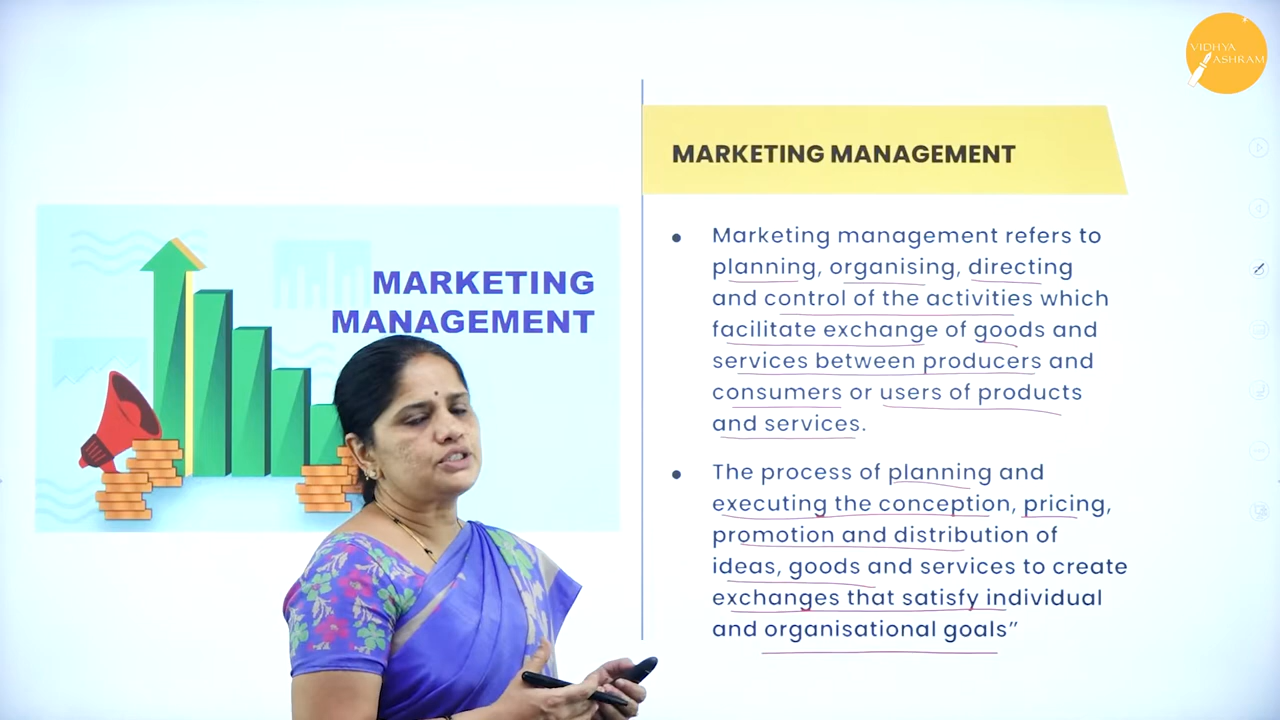 VIDHYA
ASHRAM
MARKETING MANAGEMENT
MARKETING
MANAGEMENT
• Marketing management refers to
planning, organising, directing
and control of the activities which
facilitate exchange of goods and
services between producers and
consumers or users of products
and services.
• The process of planning and
executing the conception, pricing,
promotion and distribution of
ideas, goods and services to create
exchanges that satisfy individual
and organisational goals”